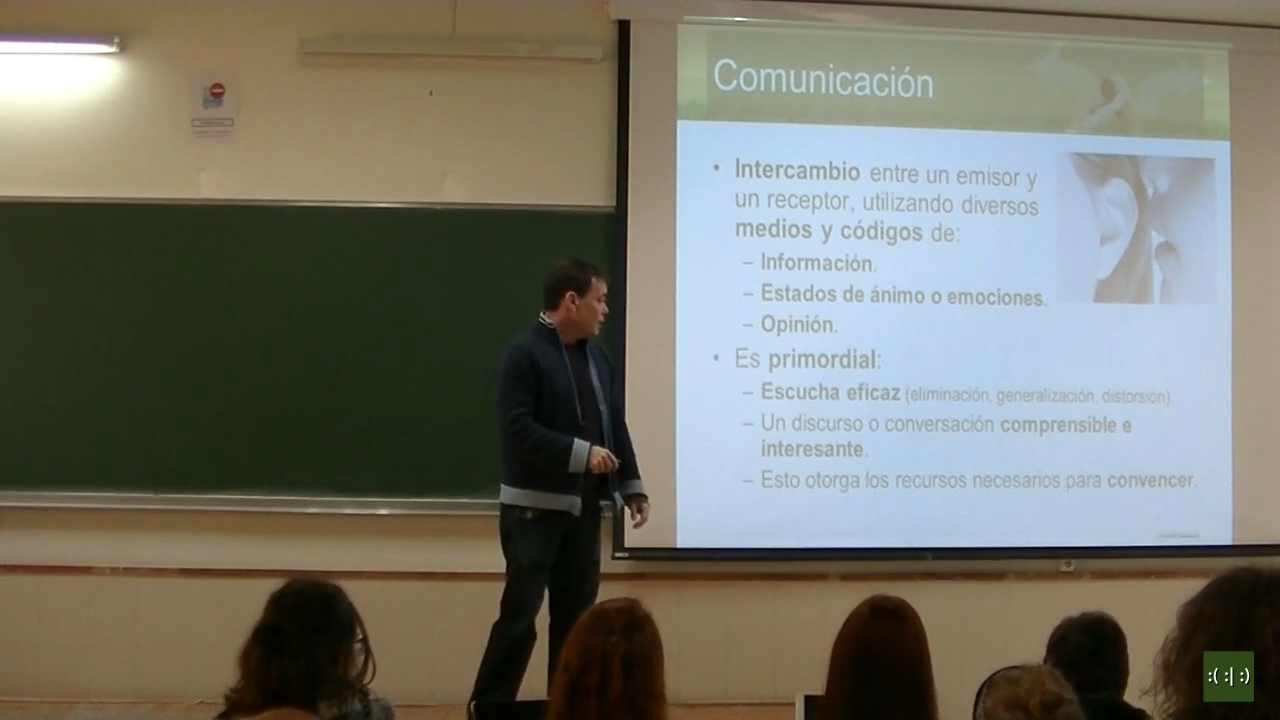 Comunicación
• Intercambio entre un emisor y
un receptor, utilizando diversos
medios y códigos de:
– Información.
– Estados de ánimo o emociones.
– Opinión.
• Es primordial:
– Escucha eficaz (eliminación, generalización, distorsión)
– Un discurso o conversación comprensible e
interesante.
– Esto otorga los recursos necesarios para convencer.
:( :| :)